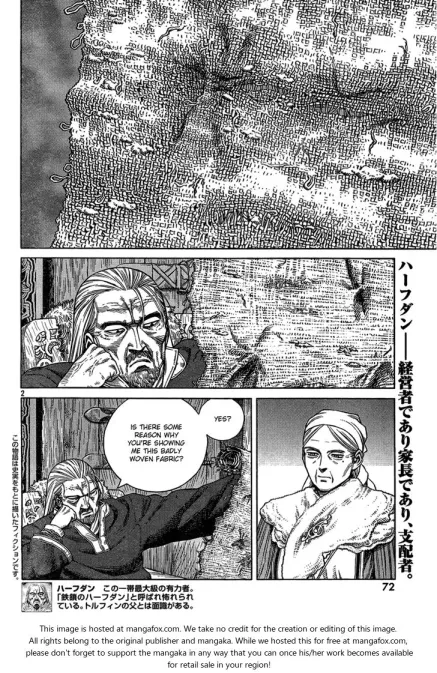 ハーフダン——経営者であり家長であり、支配者。
2
YES?
IS THERE SOME
REASON WHY
YOU'RE SHOWING
ME THIS BADLY
WOVEN FABRIC?
この物語は史実をもとに描いたフィクションです。
ハーフダン この一帯最大級の有力者。
「鉄鎖のハーフダン」と呼ばれ怖れられ
ている。トルフィンの父とは面識がある。
72
This image is hosted at mangafox.com. We take no credit for the creation or editing of this image.
All rights belong to the original publisher and mangaka. While we hosted this for free at mangafox.com,
please don't forget to support the mangaka in any way that you can once his/her work becomes available
for retail sale in your region!